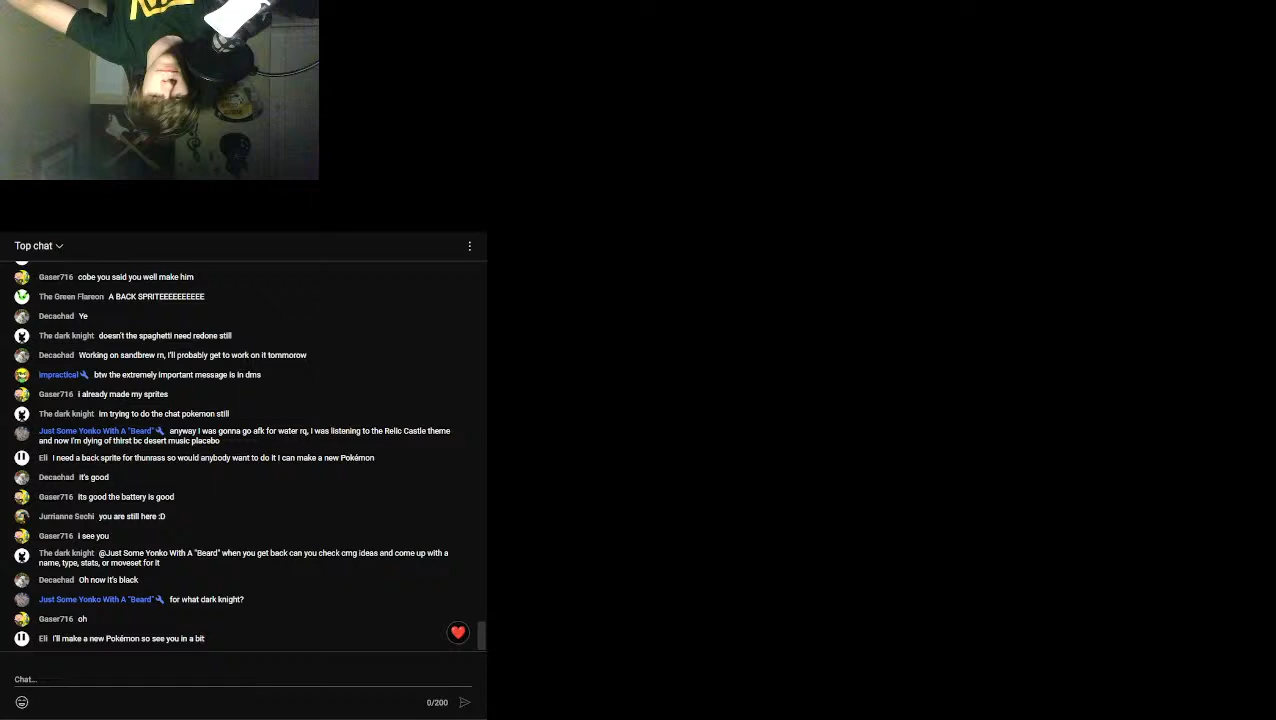 Top chat
Gaser716 cobe you said you well make him
The Green Flareon A BACK SPRITEEEEEEEEEE
Decachad Ye
The dark knight doesn't the spaghetti need redone still
Decachad Working on sandbrew rn, I'll probably get to work on it tommorow
impractical btw the extremely important message is in dms
Gaser716 i already made my sprites
The dark knight Im trying to do the chat pokemon still
Just Some Yonko With A "Beard" anyway I was gonna go afk for water rq, I was listening to the Relic Castle theme
and now I'm dying of thirst bc desert music placebo
Eli I need a back sprite for thunrass so would anybody want to do it I can make a new Pokémon
Decachad it's good
Gaser716 its good the battery is good
Jurrianne Sechi you are still here :D
Gaser716 i see you
The dark knight @Just Some Yonko With A "Beard" when you get back can you check cmg ideas and come up with a
name, type, stats, or moveset for it
Decachad Oh now it's black
Just Some Yonko With A "Beard" for what dark knight?
Gaser716 oh
Eli I'll make a new Pokémon so see you in a bit
Chat...
0/200